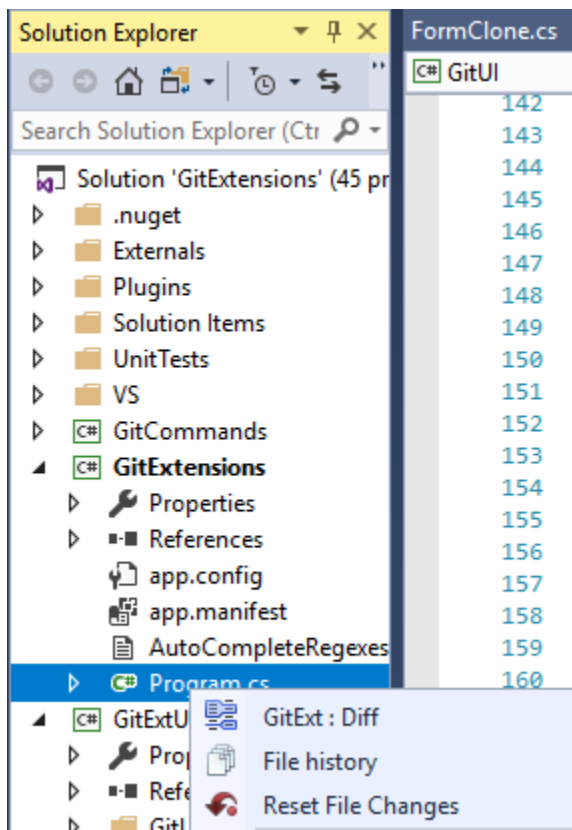 Solution Explorer
FormClone.cs
C# GitUI
Search Solution Explorer (Ctr
Solution 'GitExtensions' (45 pr
.nuget
Externals
Plugins
Solution Items
UnitTests
VS
C# GitCommands
C# GitExtensions
Properties
References
app.config
app.manifest
AutoCompleteRegexes
C# Program.cs
C# GitExtU
Prop
Refe
GitU
GitExt : Diff
File history
Reset File Changes
142
143
144
145
146
147
148
149
150
151
152
153
154
155
156
157
158
159
160